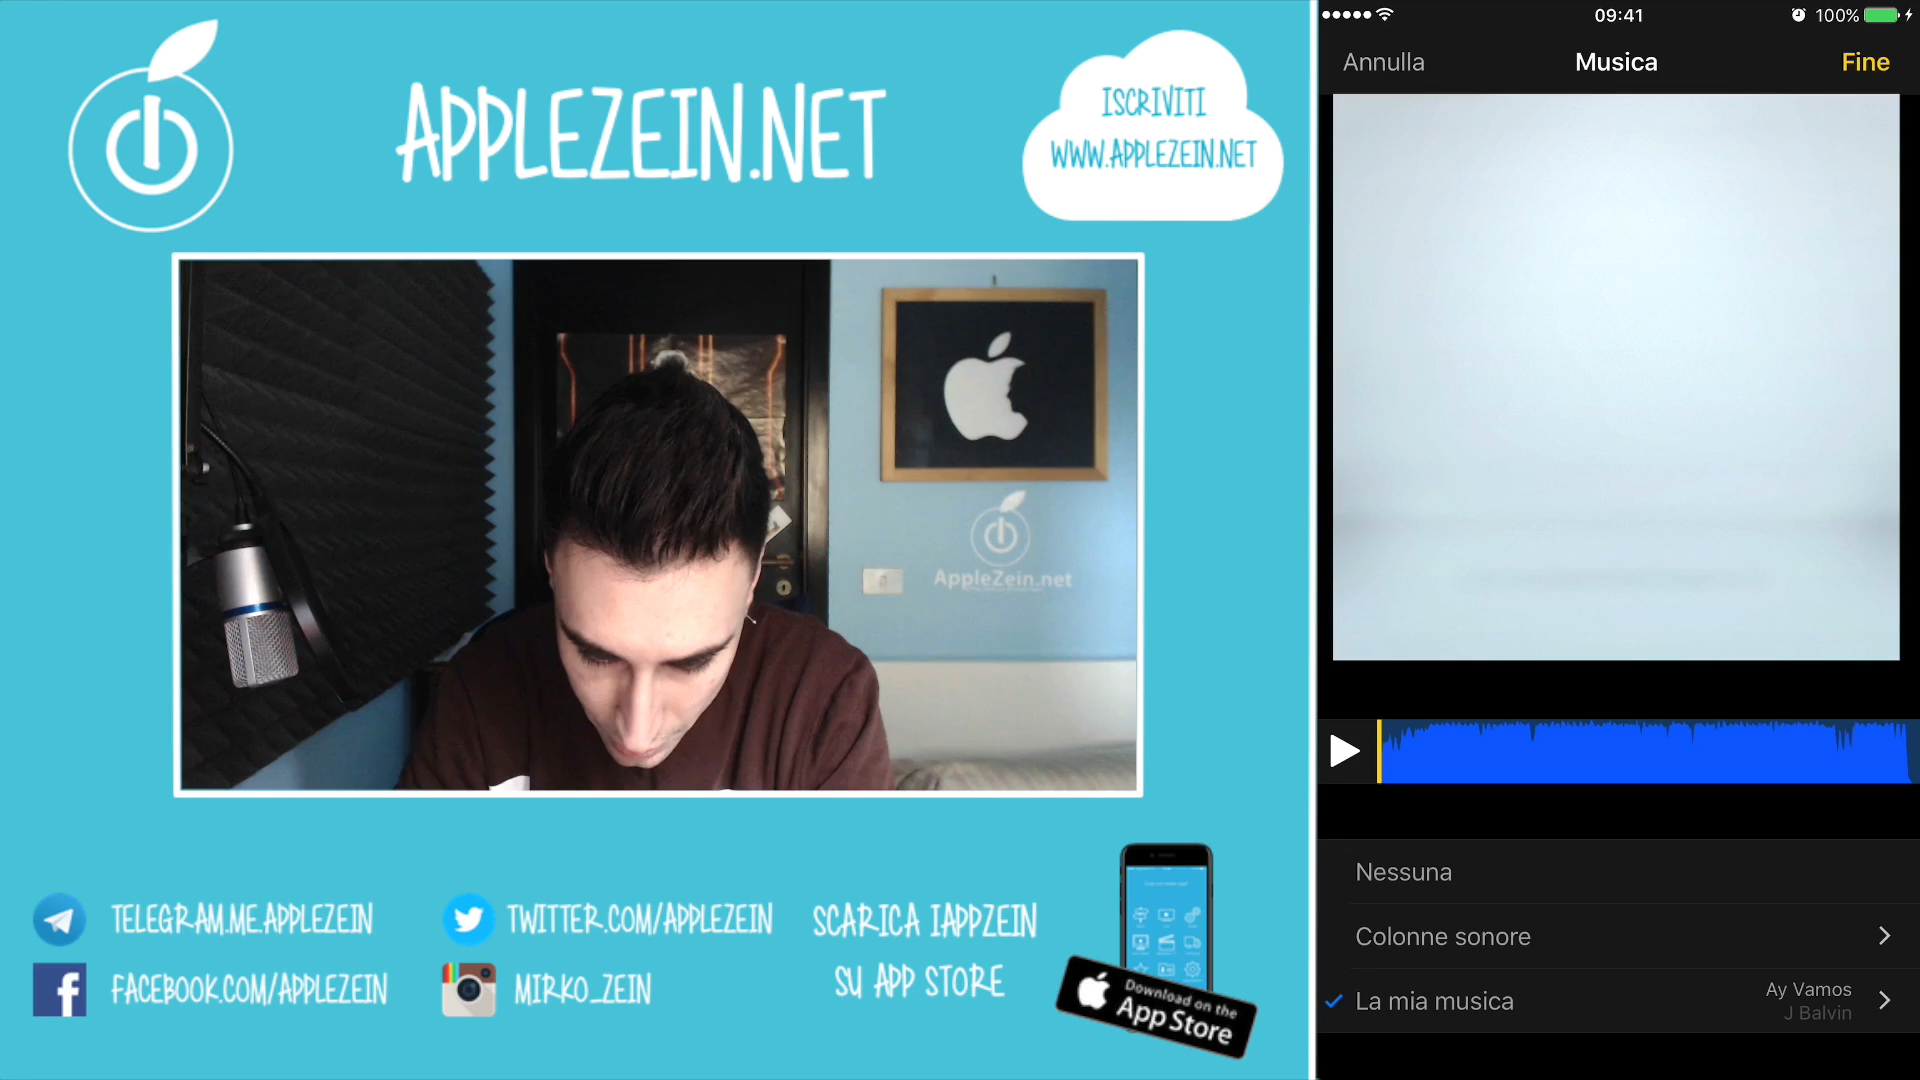 APPLEZEIN.NET
ISCRIVITI
WWW.APPLEZEIN.NET
AppleZein.net
TELEGRAM.ME.APPLEZEIN
TWITTER.COM/APPLEZEIN
FACEBOOK.COM/APPLEZEIN
MIRKO_ZEIN
SCARICA IAPPZEIN
SU APP STORE
Download on the
App Store
09:41
100%
Annulla
Musica
Fine
Nessuna
Colonne sonore
La mia musica
Ay Vamos
J Balvin